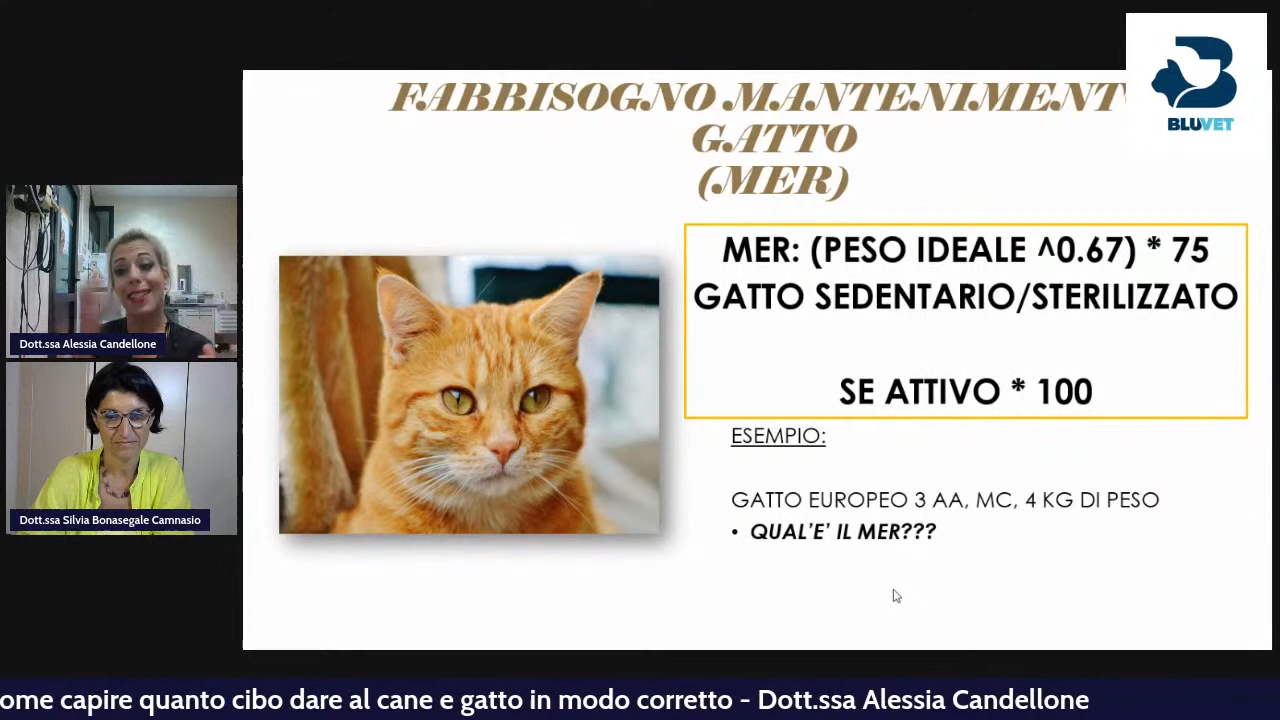 FABBISOGNO MANTENIMENT
GATTO
(MER)
BLUVET
MER: (PESO IDEALE ^0.67) * 75
GATTO SEDENTARIO/STERILIZZATO
SE ATTIVO * 100
ESEMPIO:
GATTO EUROPEO 3 AA, MC, 4 KG DI PESO
• QUAL'E' IL MER???
Dott.ssa Alessia Candellone
Dott.ssa Silvia Bonasegale Camnasio
ome capire quanto cibo dare al cane e gatto in modo corretto - Dott.ssa Alessia Candellone